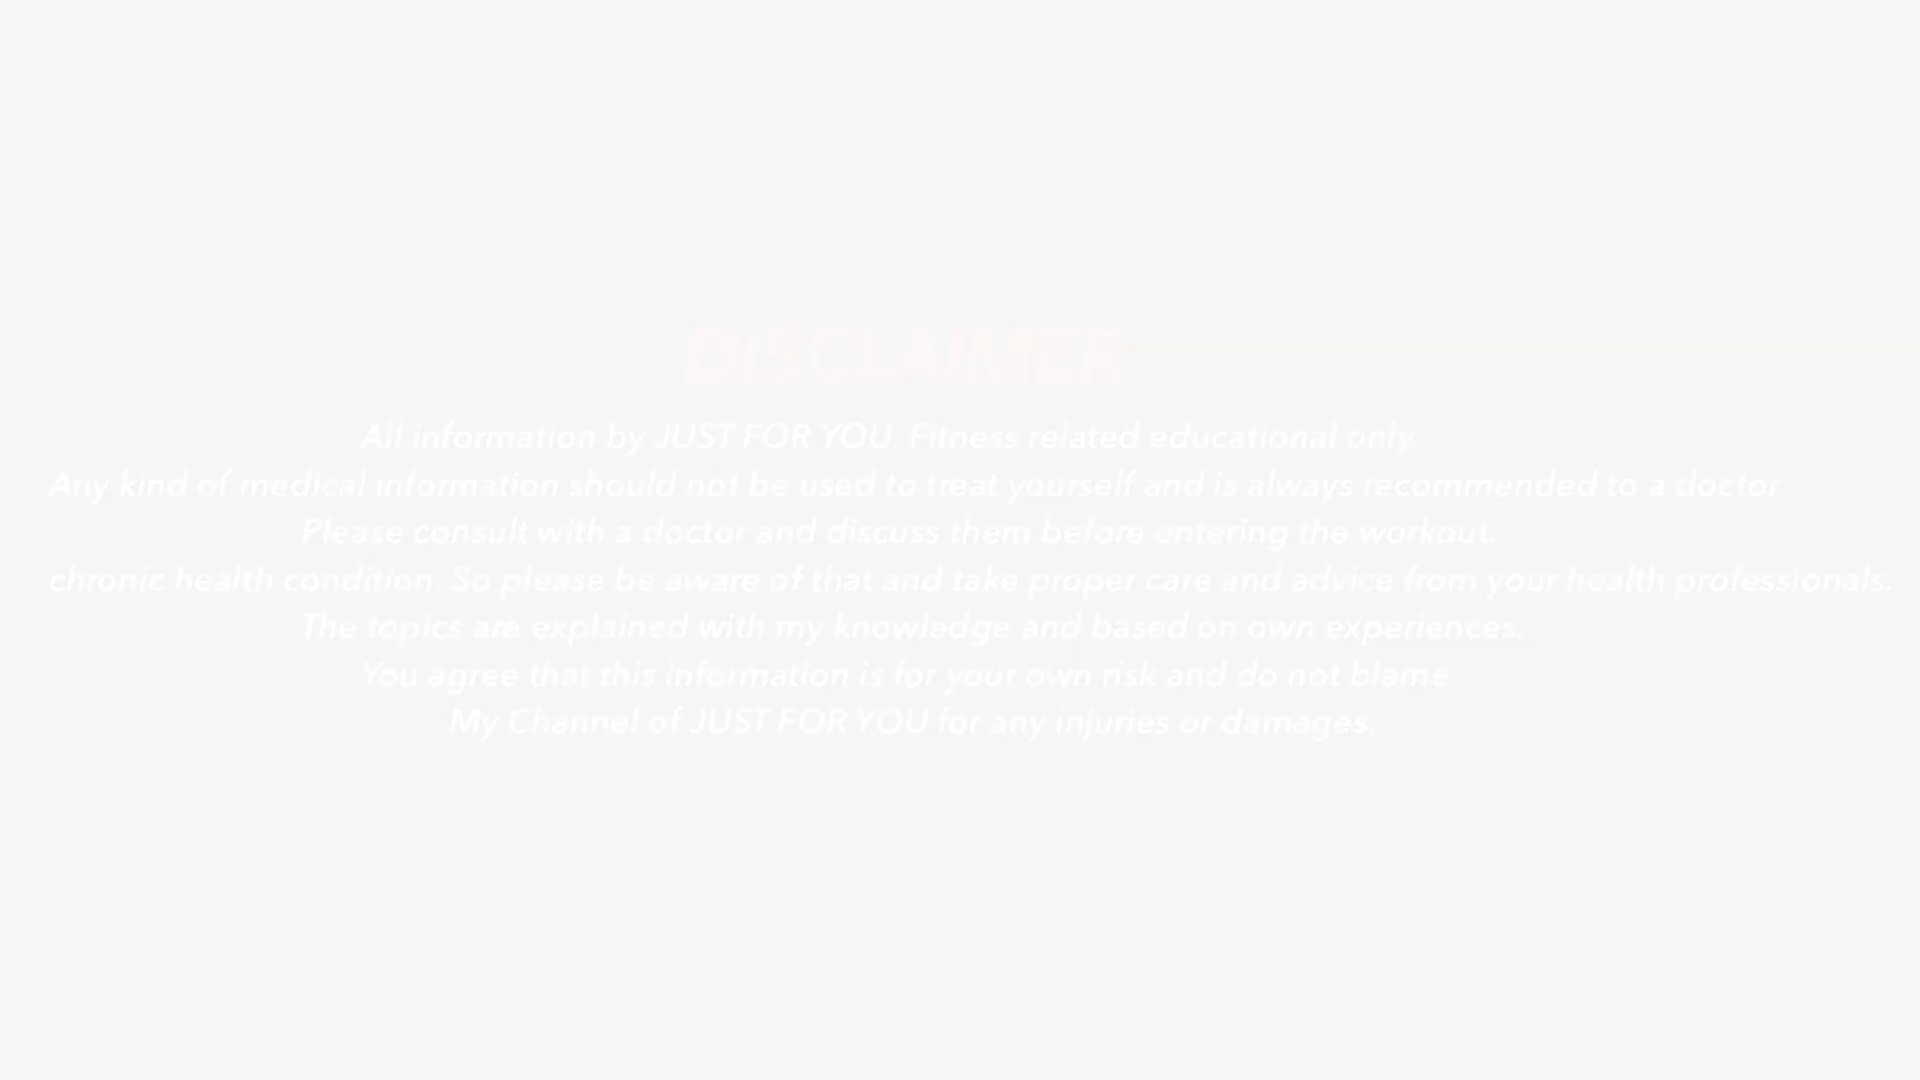 DISCLAIMER
All information by JUST FOR YOU. Fitness related educational only.
Any kind of medical information should not be used to treat yourself and is always recommended to a doctor.
Please consult with a doctor and discuss them before entering the workout.
chronic health condition. So please be aware of that and take proper care and advice from your health professionals.
The topics are explained with my knowledge and based on own experiences.
You agree that this information is for your own risk and do not blame
My Channel of JUST FOR YOU for any injuries or damages.